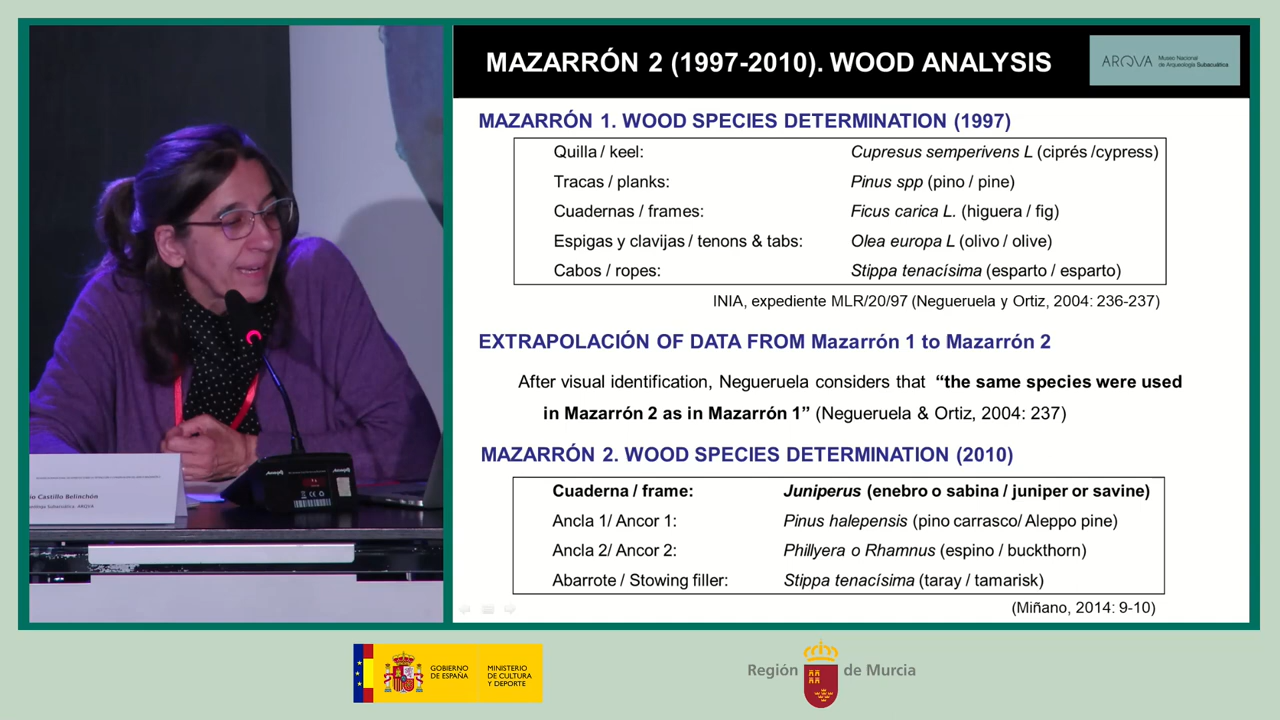 MAZARRÓN 2 (1997-2010). WOOD ANALYSIS
ARQVA Museo Nacional
de Arqueología Subacuática
MAZARRÓN 1. WOOD SPECIES DETERMINATION (1997)
Quilla / keel: Cupresus semperivens L (ciprés /cypress)
Tracas / planks: Pinus spp (pino / pine)
Cuadernas / frames: Ficus carica L. (higuera / fig)
Espigas y clavijas / tenons & tabs: Olea europa L (olivo / olive)
Cabos / ropes: Stippa tenacísima (esparto / esparto)
INIA, expediente MLR/20/97 (Negueruela y Ortiz, 2004: 236-237)
EXTRAPOLACIÓN OF DATA FROM Mazarrón 1 to Mazarrón 2
After visual identification, Negueruela considers that “the same species were used
in Mazarrón 2 as in Mazarrón 1” (Negueruela & Ortiz, 2004: 237)
MAZARRÓN 2. WOOD SPECIES DETERMINATION (2010)
Cuaderna / frame: Juniperus (enebro o sabina / juniper or savine)
Ancla 1/ Ancor 1: Pinus halepensis (pino carrasco/ Aleppo pine)
Ancla 2/ Ancor 2: Phillyera o Rhamnus (espino / buckthorn)
Abarrote / Stowing filler: Stippa tenacísima (taray / tamarisk)
(Miñano, 2014: 9-10)
io Castillo Belinchón
ARQVA
GOBIERNO
DE ESPAÑA
MINISTERIO
DE CULTURA
Y DEPORTE
Región de Murcia